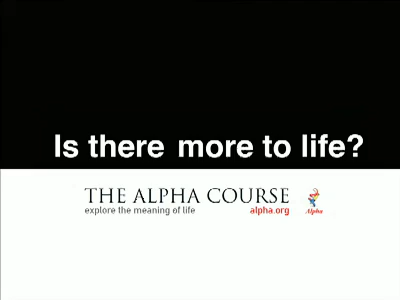 Is there more to life?
THE ALPHA COURSE
explore the meaning of life alpha.org Alpha